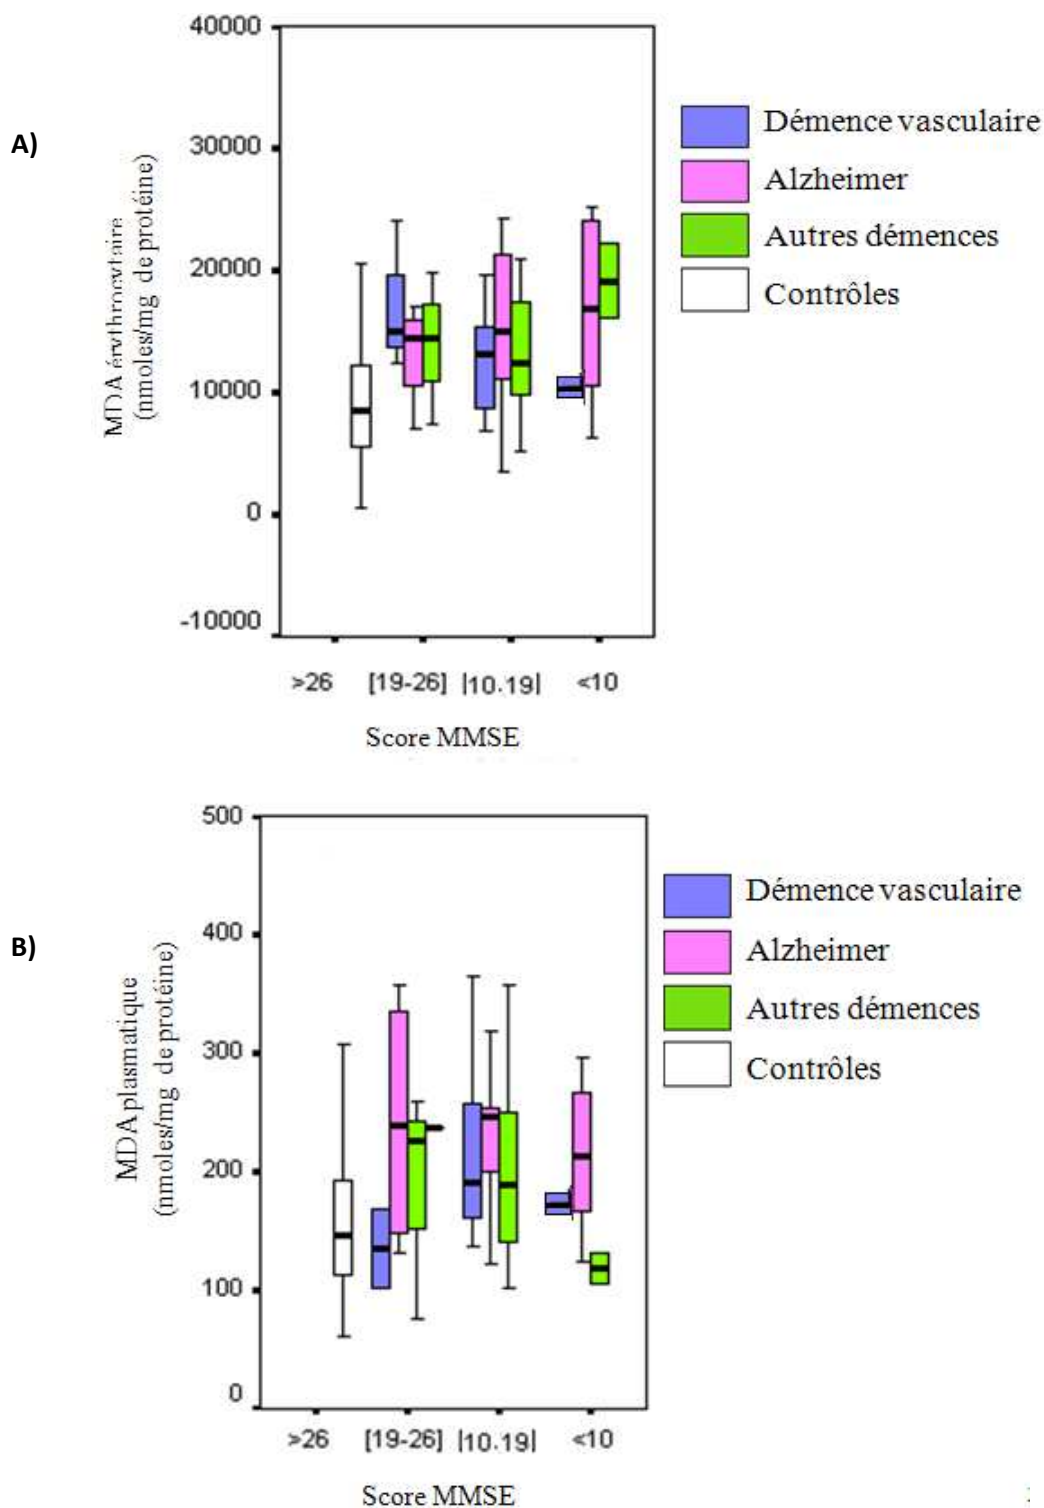 A)
40000
30000
20000
10000
0
-10000
MDA érythrocytaire
(nmoles/mg de protéine)
>26 [19-26] [10.19[ <10
Score MMSE
Démence vasculaire
Alzheimer
Autres démences
Contrôles
B)
500
400
300
200
100
0
MDA plasmatique
(nmoles/mg de protéine)
>26 [19-26] [10.19[ <10
Score MMSE
Démence vasculaire
Alzheimer
Autres démences
Contrôles